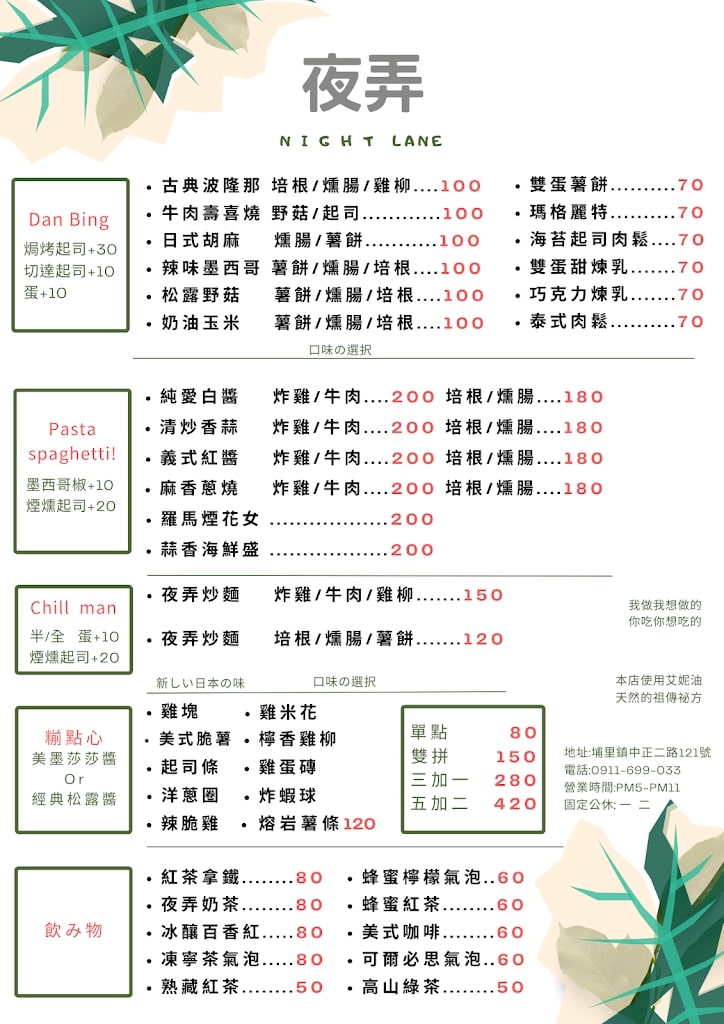 夜弄
NIGHT LANE
Dan Bing
焗烤起司+30
切達起司+10
蛋+10
• 古典波隆那 培根/燻腸/雞柳....100
• 牛肉壽喜燒 野菇/起司............100
• 日式胡麻 燻腸/薯餅...........100
• 辣味墨西哥 薯餅/燻腸/培根...100
• 松露野菇 薯餅/燻腸/培根...100
• 奶油玉米 薯餅/燻腸/培根...100
• 雙蛋薯餅..........70
• 瑪格麗特..........70
• 海苔起司肉鬆....70
• 雙蛋甜煉乳.......70
• 巧克力煉乳.......70
• 泰式肉鬆..........70
口味の選択
Pasta
spaghetti!
墨西哥椒+10
煙燻起司+20
• 純愛白醬 炸雞/牛肉....200 培根/燻腸....180
• 清炒香蒜 炸雞/牛肉....200 培根/燻腸....180
• 義式紅醬 炸雞/牛肉....200 培根/燻腸....180
• 麻香蔥燒 炸雞/牛肉....200 培根/燻腸....180
• 羅馬煙花女 ..................200
• 蒜香海鮮盛 ..................200
Chill man
半/全 蛋+10
煙燻起司+20
• 夜弄炒麵 炸雞/牛肉/雞柳.......150
• 夜弄炒麵 培根/燻腸/薯餅.......120
我做我想做的
你吃你想吃的
新しい日本の味
口味の選択
本店使用艾妮油
天然的祖傳祕方
糋點心
美墨莎莎醬
Or
經典松露醬
• 雞塊
• 美式脆薯
• 起司條
• 洋蔥圈
• 辣脆雞
• 雞米花
• 檸香雞柳
• 雞蛋磚
• 炸蝦球
• 熔岩薯條120
單點 80
雙拼 150
三加一 280
五加二 420
地址:埔里鎮中正二路121號
電話:0911-699-033
營業時間:PM5-PM11
固定公休: 一 二
飲み物
• 紅茶拿鐵........80
• 夜弄奶茶........80
• 冰釀百香紅.....80
• 凍寧茶氣泡.....80
• 熟藏紅茶........50
• 蜂蜜檸檬氣泡..60
• 蜂蜜紅茶........60
• 美式咖啡........60
• 可爾必思氣泡..60
• 高山綠茶........50